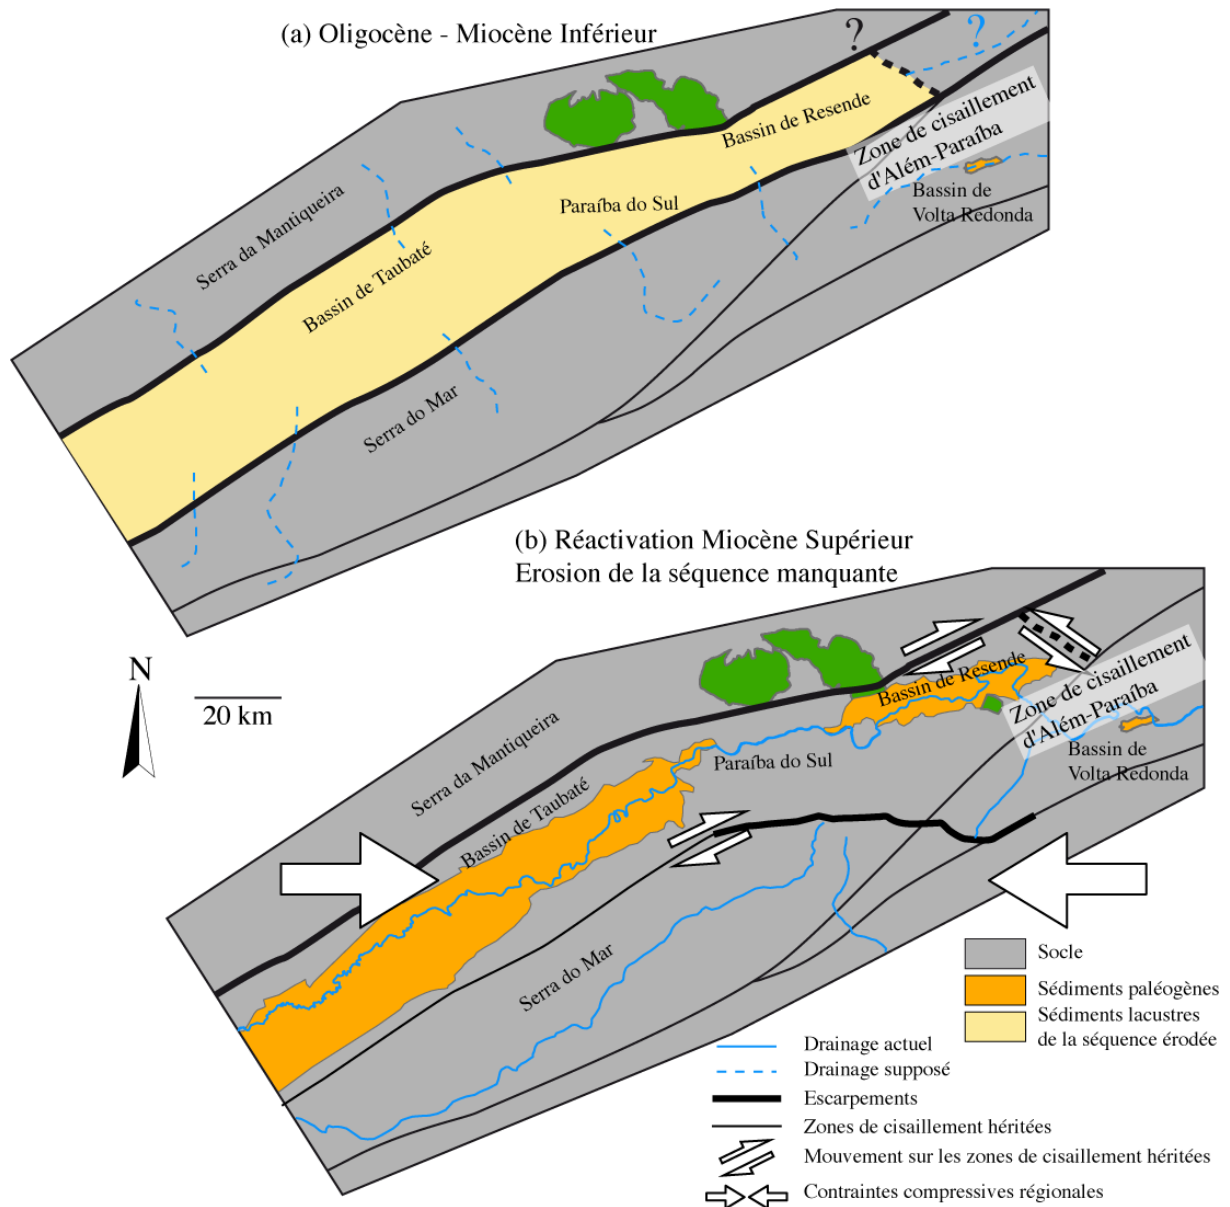 (a) Oligocène - Miocène Inférieur
?
?
Bassin de Resende
Zone de cisaillement
d'Além-Paraíba
Bassin de
Volta Redonda
Serra da Mantiqueira
Paraíba do Sul
Bassin de Taubaté
Serra do Mar
(b) Réactivation Miocène Supérieur
Erosion de la séquence manquante
N
20 km
Bassin de Resende
Zone de cisaillement
d'Além-Paraíba
Bassin de
Volta Redonda
Serra da Mantiqueira
Paraíba do Sul
Bassin de Taubaté
Serra do Mar
Socle
Sédiments paléogènes
Sédiments lacustres
de la séquence érodée
Drainage actuel
Drainage supposé
Escarpements
Zones de cisaillement héritées
Mouvement sur les zones de cisaillement héritées
Contraintes compressives régionales